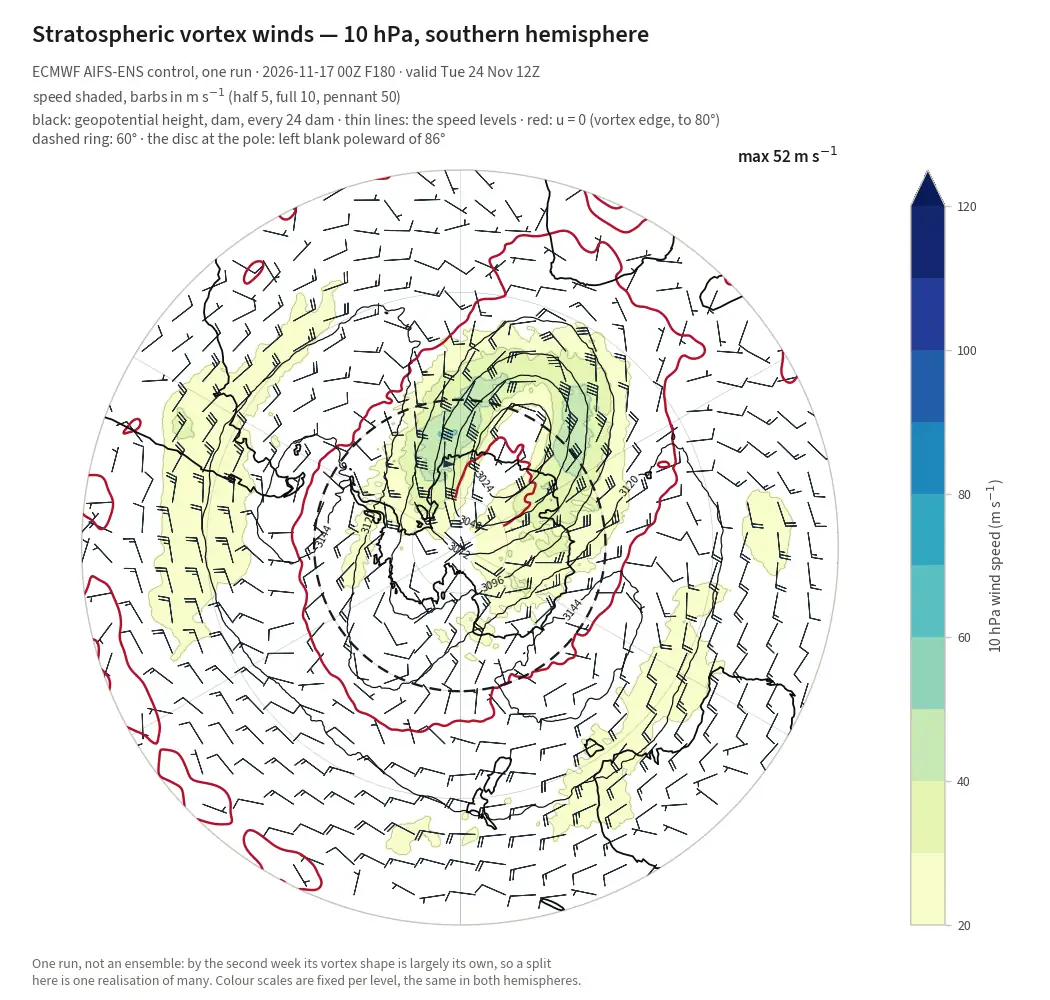 Stratospheric vortex winds — 10 hPa, southern hemisphere
ECMWF AIFS-ENS control, one run · 2026-11-17 00Z F180 · valid Tue 24 Nov 12Z
speed shaded, barbs in m s⁻¹ (half 5, full 10, pennant 50)
black: geopotential height, dam, every 24 dam · thin lines: the speed levels · red: u = 0 (vortex edge, to 80°)
dashed ring: 60° · the disc at the pole: left blank poleward of 86°
max 52 m s⁻¹
120
100
80
60
40
20
10 hPa wind speed (m s⁻¹)
3024
3120
3144
3096
3144
One run, not an ensemble: by the second week its vortex shape is largely its own, so a split
here is one realisation of many. Colour scales are fixed per level, the same in both hemispheres.